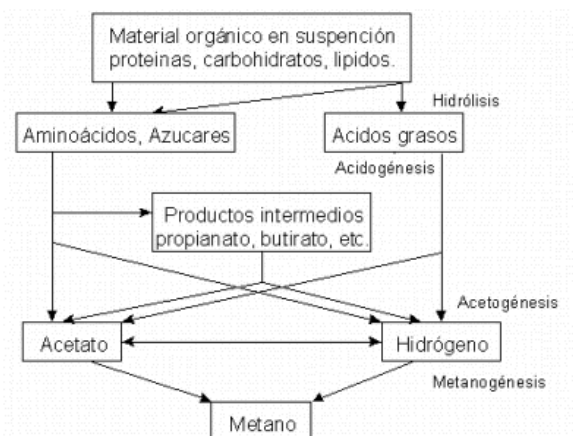 Material orgánico en suspención
proteinas, carbohidratos, lipidos.
Hidrólisis
Aminoácidos, Azucares
Acidos grasos
Acidogénesis
Productos intermedios
propianato, butirato, etc.
Acetogénesis
Acetato
Hidrógeno
Metanogénesis
Metano